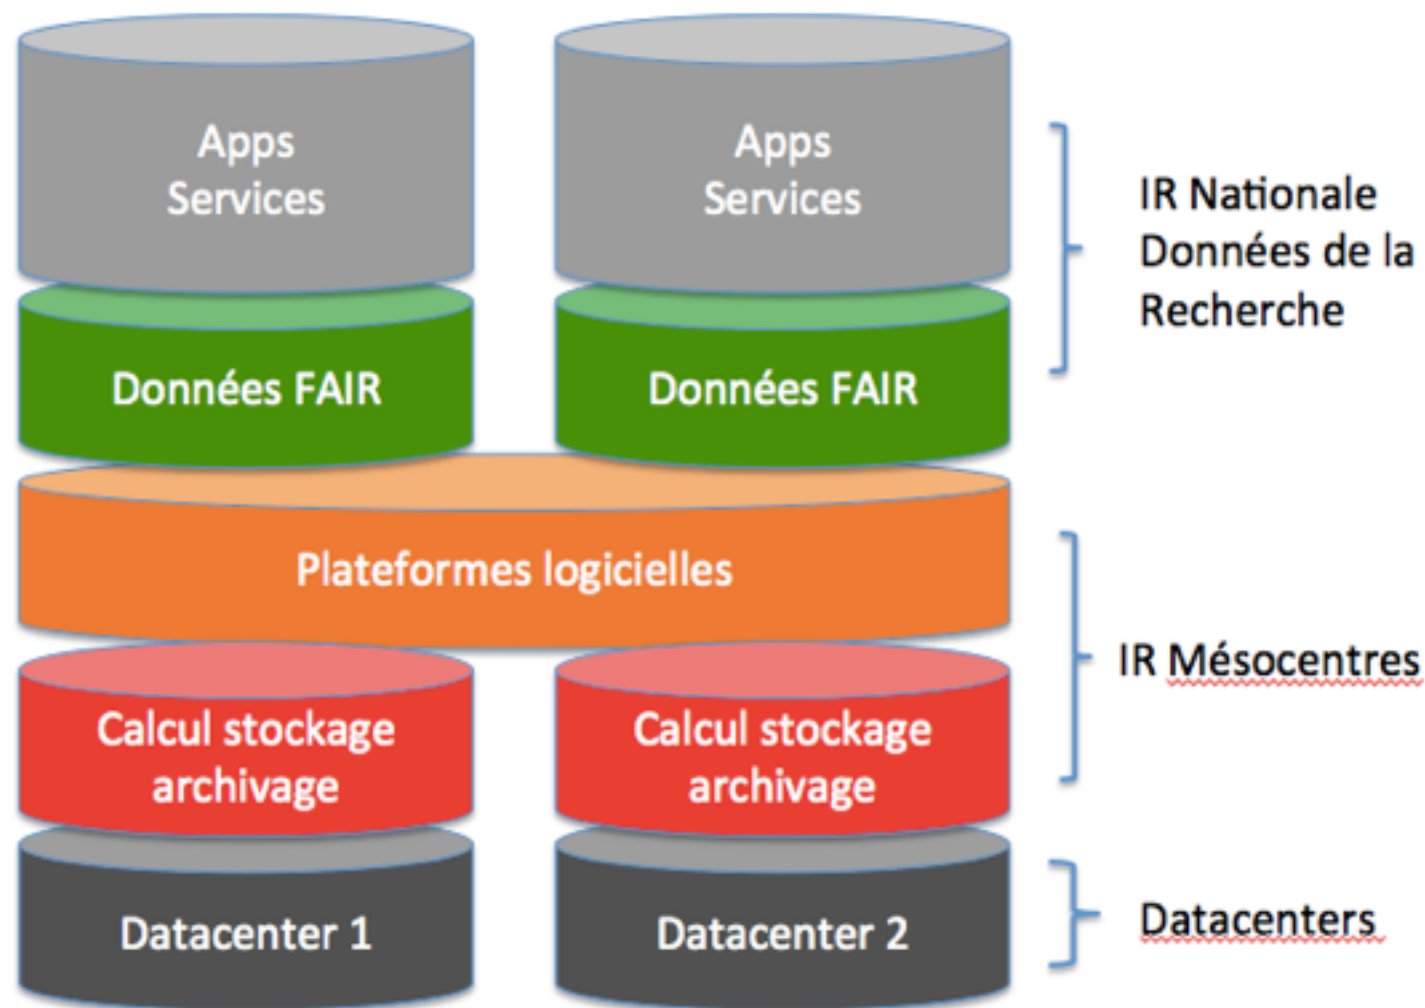 Apps
Services
Apps
Services
IR Nationale
Données de la
Recherche
Données FAIR
Données FAIR
Plateformes logicielles
IR Mésocentres
Calcul stockage
archivage
Calcul stockage
archivage
Datacenter 1
Datacenter 2
Datacenters